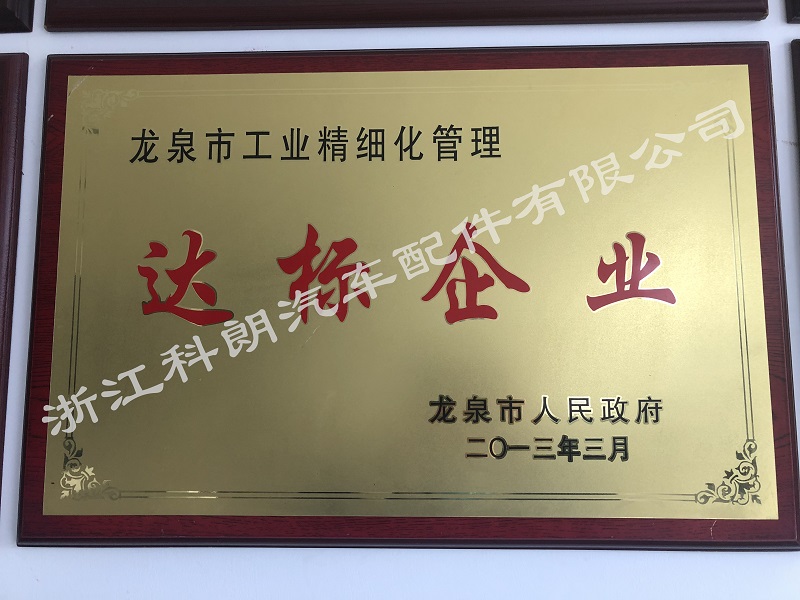 龙泉市工业精细化管理
达标企业
龙泉市人民政府
二〇一三年三月
浙江科朗汽车配件有限公司